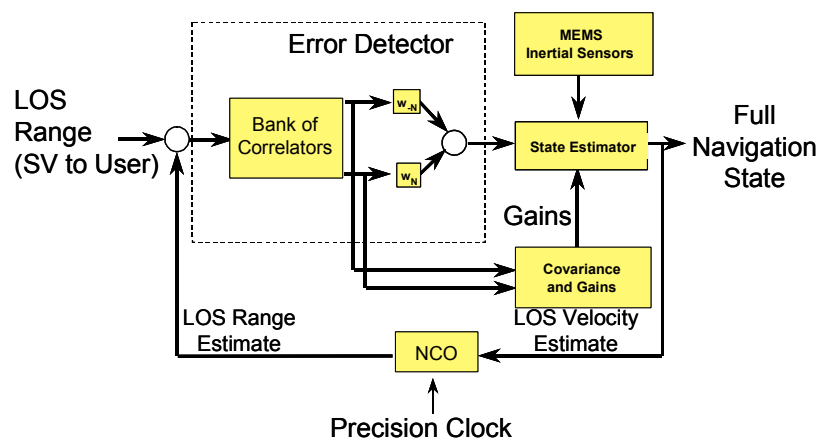 Error Detector
MEMS
Inertial Sensors
LOS
Range
(SV to User)
Bank of
Correlators
w-N
wN
State Estimator
Full
Navigation
State
Gains
Covariance
and Gains
LOS Range
Estimate
LOS Velocity
Estimate
NCO
Precision Clock